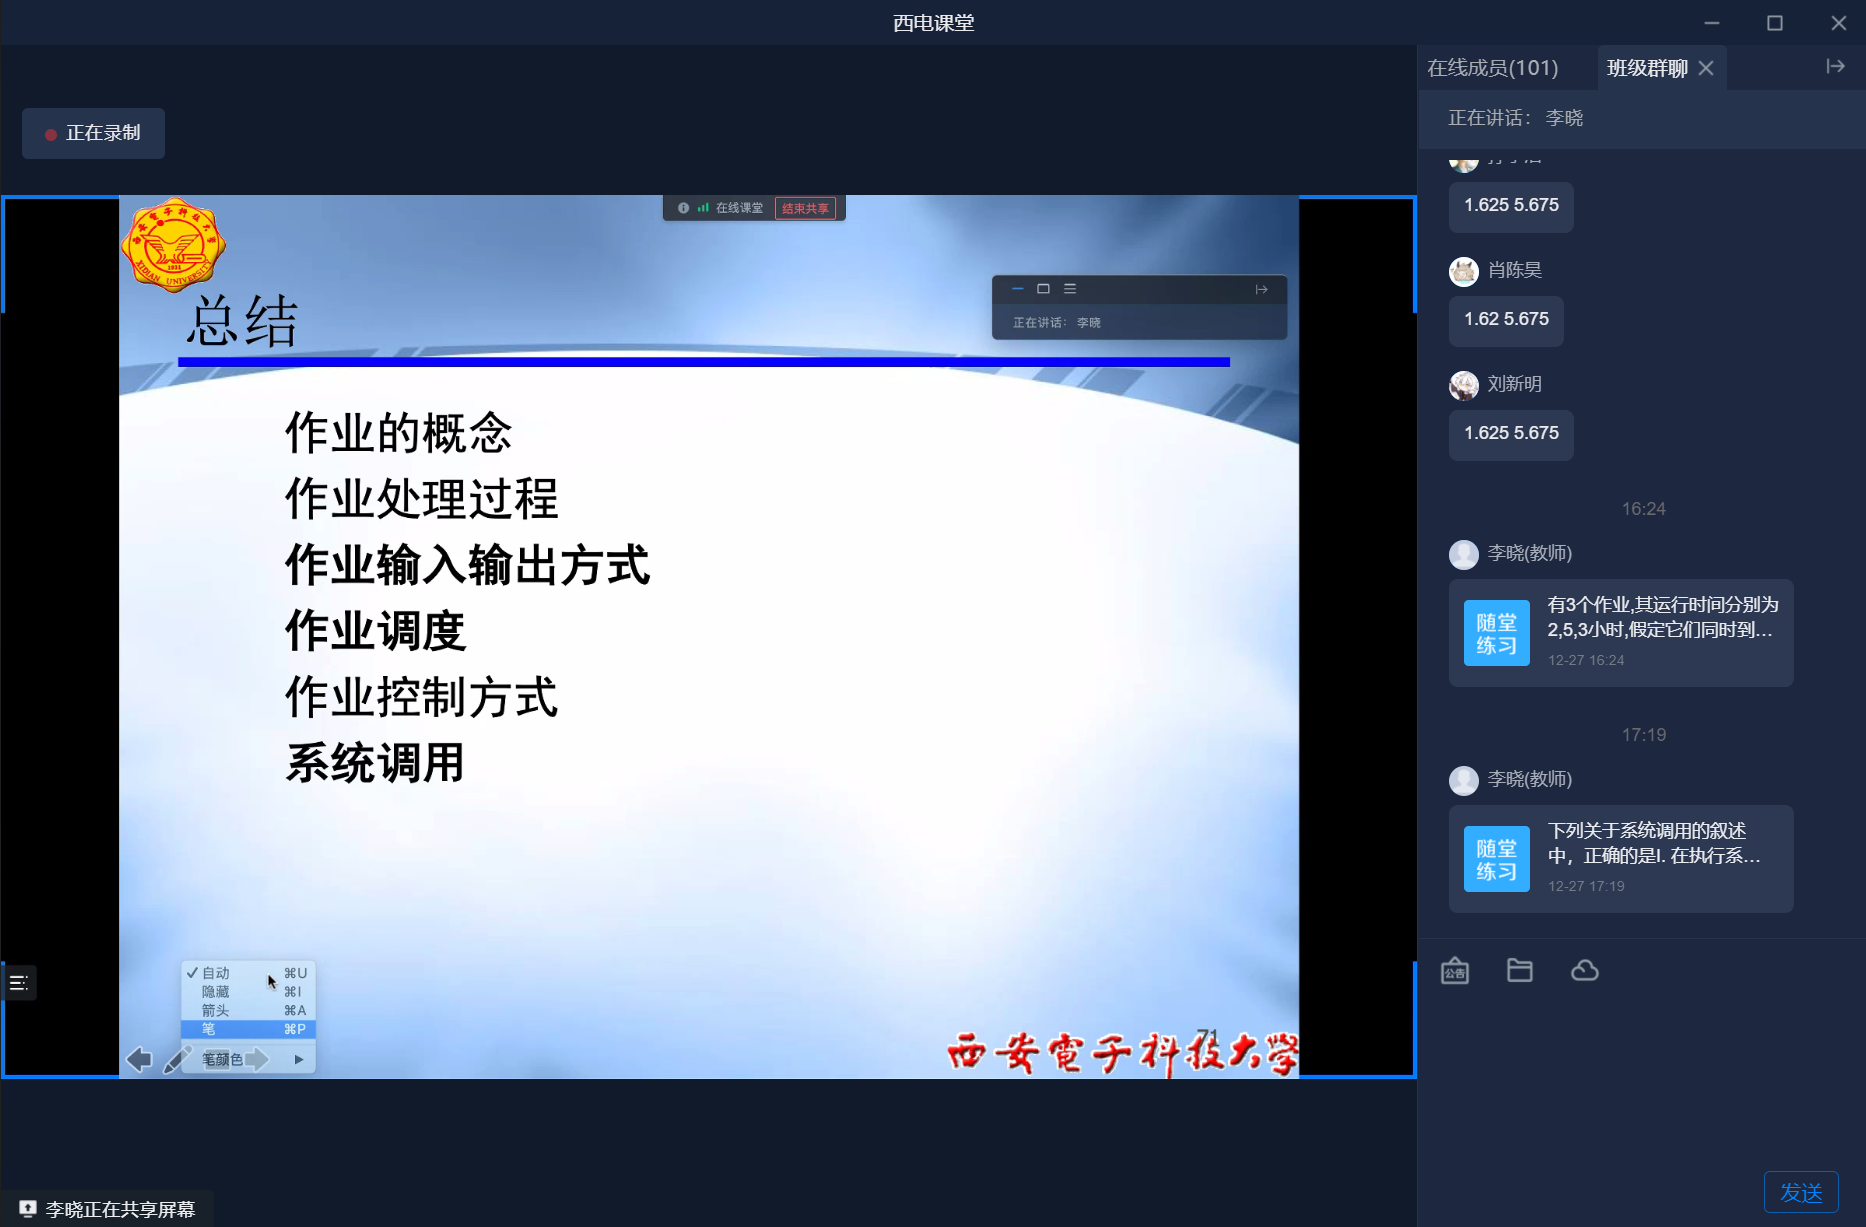 西电课堂
正在录制
在线课堂 结束共享
总结
正在讲话： 李晓
作业的概念
作业处理过程
作业输入输出方式
作业调度
作业控制方式
系统调用
自动 ⌘U
隐藏 ⌘I
箭头 ⌘A
笔 ⌘P
笔颜色
71
西安電子科技大學
李晓正在共享屏幕
在线成员(101)
班级群聊
正在讲话： 李晓
1.625 5.675
肖陈昊
1.62 5.675
刘新明
1.625 5.675
16:24
李晓(教师)
随堂
练习
有3个作业,其运行时间分别为
2,5,3小时,假定它们同时到...
12-27 16:24
17:19
李晓(教师)
随堂
练习
下列关于系统调用的叙述
中，正确的是I. 在执行系...
12-27 17:19
公告
发送